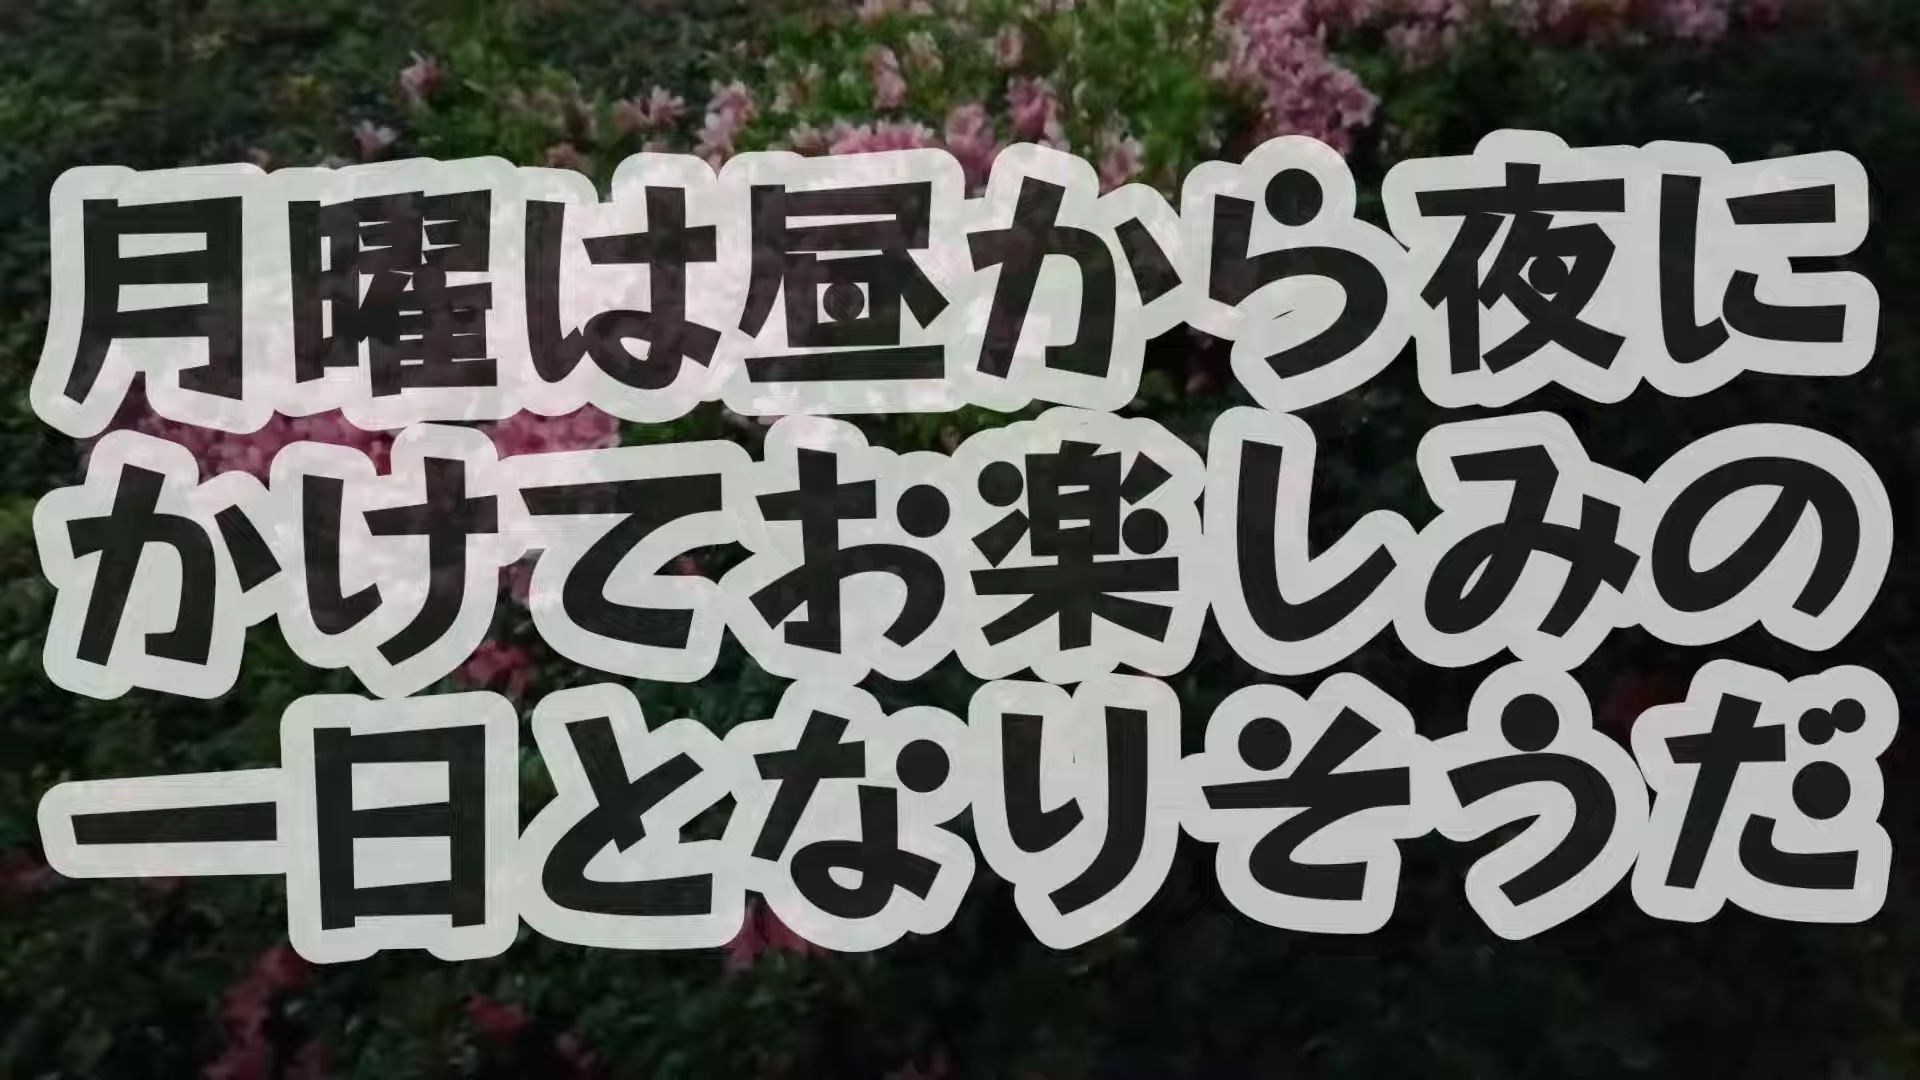 月曜は昼から夜に
かけてお楽しみの
一日となりそうだ